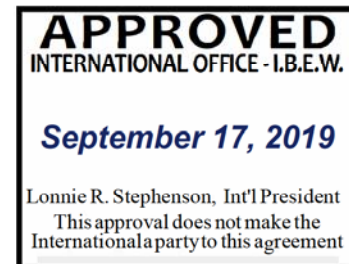 APPROVED
INTERNATIONAL OFFICE - I.B.E.W.
September 17, 2019
Lonnie R. Stephenson, Int'l President
This approval does not make the
International a party to this agreement